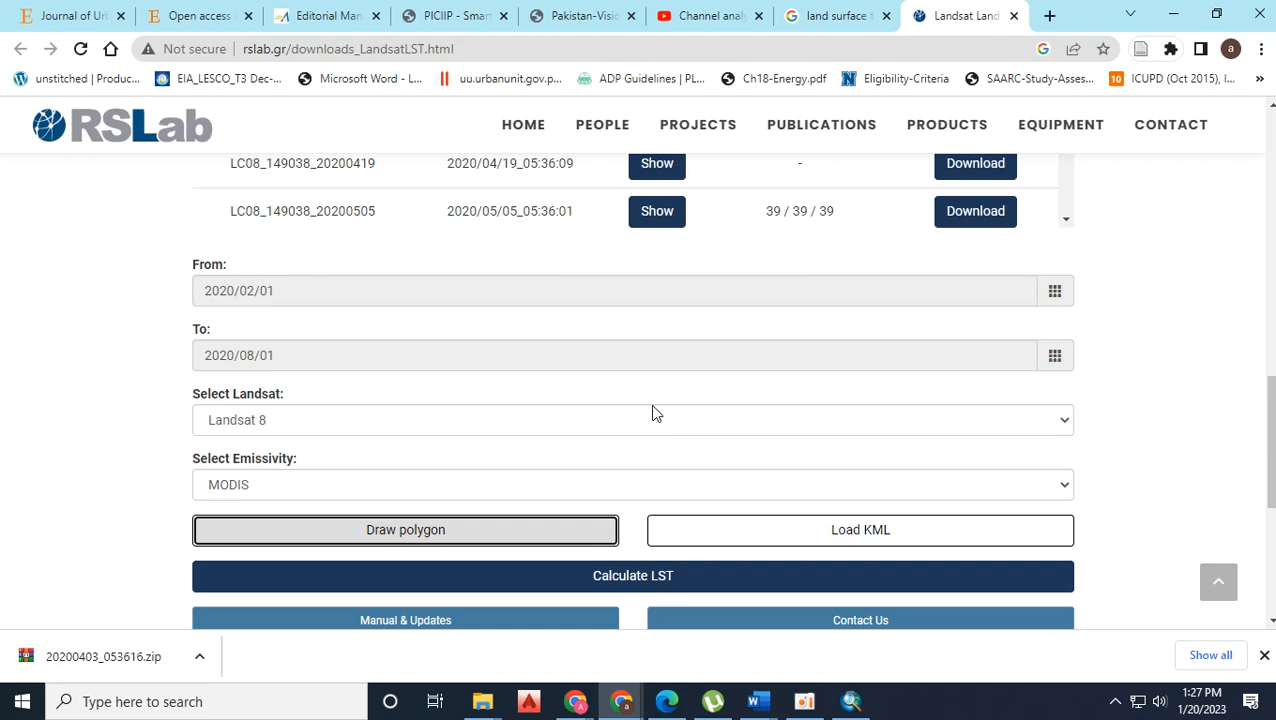 Journal of Ur
Open access
Editorial Man
PICIIP - Smar
Pakistan-Visio
Channel analy
land surface t
Landsat Land
Not secure
rslab.gr/downloads_LandsatLST.html
a
unstitched | Produc...
EIA_LESCO_T3 Dec-...
Microsoft Word - L...
uu.urbanunit.gov.p...
ADP Guidelines | PL...
Ch18-Energy.pdf
Eligibility-Criteria
SAARC-Study-Asses...
10 ICUPD (Oct 2015), I...
»
RSLab
HOME
PEOPLE
PROJECTS
PUBLICATIONS
PRODUCTS
EQUIPMENT
CONTACT
LC08_149038_20200419 2020/04/19_05:36:09 Show - Download
LC08_149038_20200505 2020/05/05_05:36:01 Show 39 / 39 / 39 Download
From:
2020/02/01
To:
2020/08/01
Select Landsat:
Landsat 8
Select Emissivity:
MODIS
Draw polygon
Load KML
Calculate LST
Manual & Updates
Contact Us
20200403_053616.zip
Show all
Type here to search
1:27 PM
1/20/2023